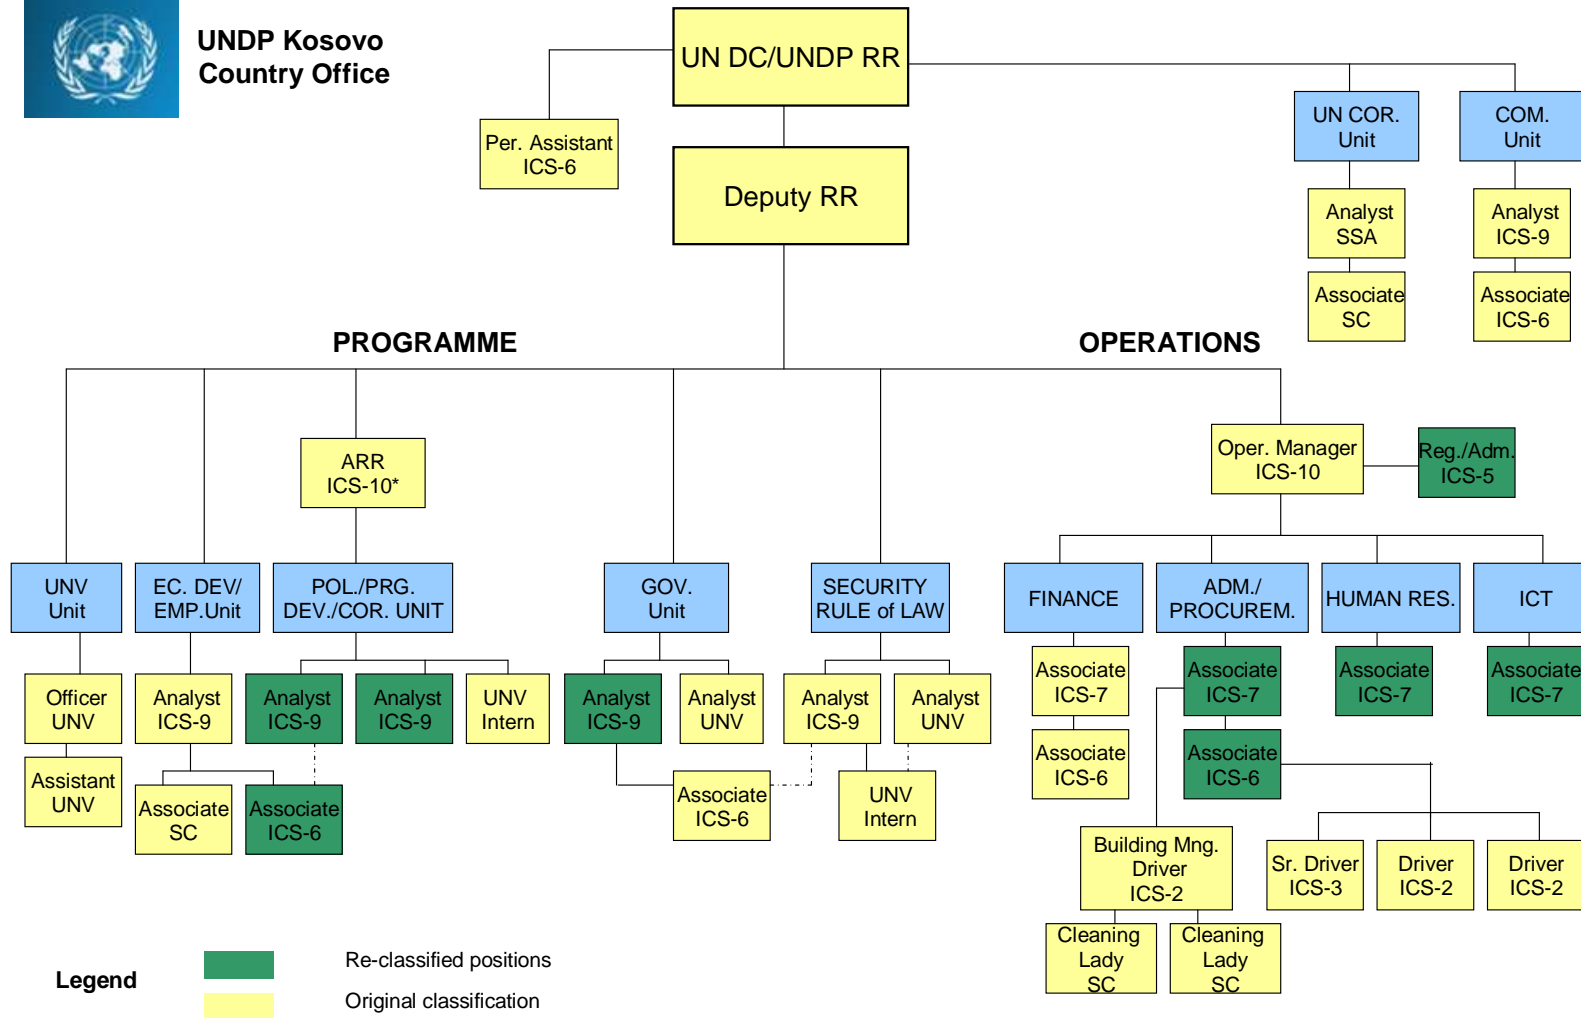 UNDP Kosovo
Country Office
UN DC/UNDP RR
Per. Assistant
ICS-6
Deputy RR
UN COR.
Unit
COM.
Unit
Analyst
SSA
Analyst
ICS-9
Associate
SC
Associate
ICS-6
PROGRAMME
OPERATIONS
ARR
ICS-10*
Oper. Manager
ICS-10
Reg./Adm.
ICS-5
UNV
Unit
EC. DEV/
EMP.Unit
POL./PRG.
DEV./COR. UNIT
GOV.
Unit
SECURITY
RULE of LAW
FINANCE
ADM./
PROCUREM.
HUMAN RES.
ICT
Officer
UNV
Analyst
ICS-9
Analyst
ICS-9
Analyst
ICS-9
UNV
Intern
Analyst
ICS-9
Analyst
UNV
Analyst
ICS-9
Analyst
UNV
Associate
ICS-7
Associate
ICS-7
Associate
ICS-7
Associate
ICS-7
Assistant
UNV
Associate
SC
Associate
ICS-6
Associate
ICS-6
UNV
Intern
Associate
ICS-6
Associate
ICS-6
Building Mng.
Driver
ICS-2
Sr. Driver
ICS-3
Driver
ICS-2
Driver
ICS-2
Cleaning
Lady
SC
Cleaning
Lady
SC
Legend
Re-classified positions
Original classification